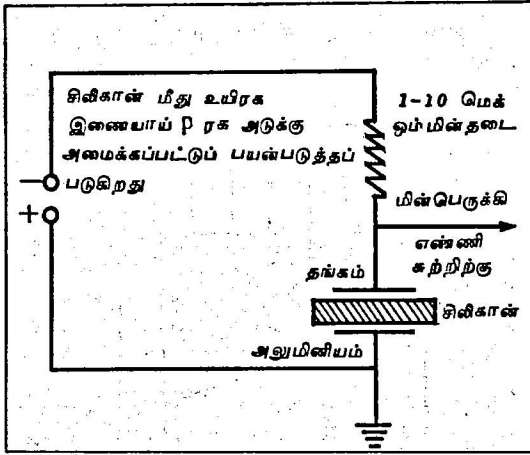 சிலிகான் மீது உயிரக
இணையாய் p ரக அடுக்கு
அமைக்கப்பட்டுப் பயன்படுத்தப்
படுகிறது
1-10 மெக்
ஓம்மின்தடை
மின்பெருக்கி
எண்ணி
சுற்றிற்கு
தங்கம்
சிலிகான்
அலுமினியம்
−
+